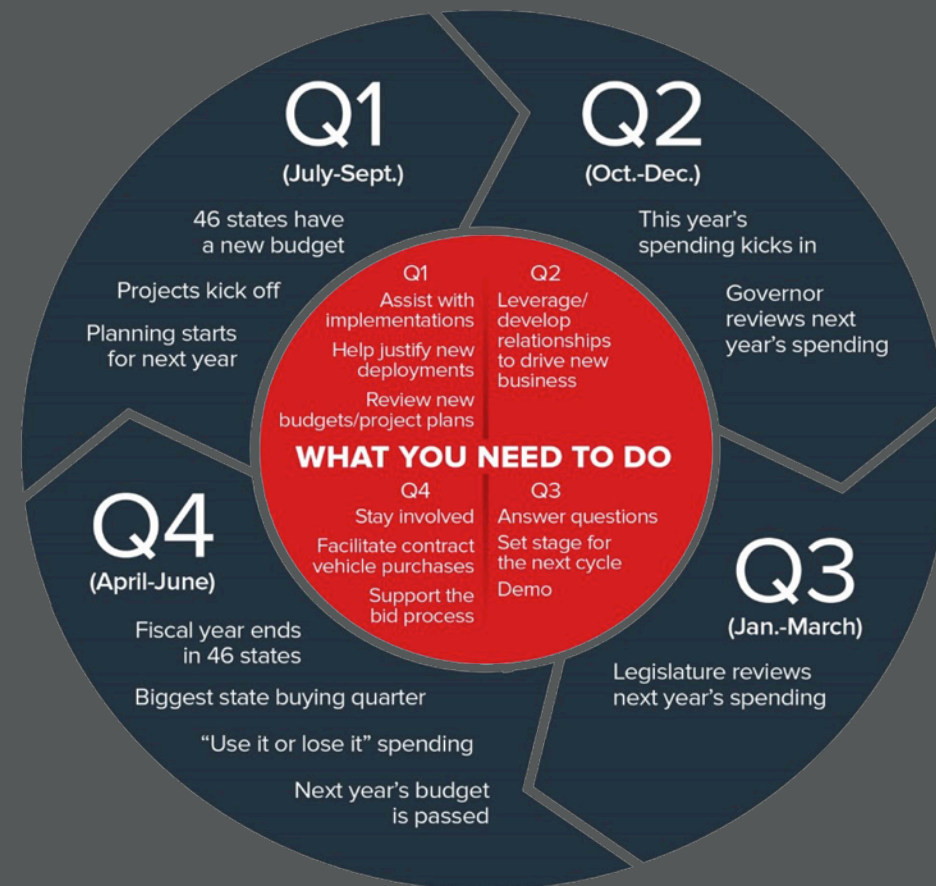 Q1
(July-Sept.)
46 states have
a new budget
Projects kick off
Planning starts
for next year
Q2
(Oct.-Dec.)
This year’s
spending kicks in
Governor
reviews next
year’s spending
Q1
Assist with
implementations
Help justify new
deployments
Review new
budgets/project plans
Q2
Leverage/
develop
relationships
to drive new
business
WHAT YOU NEED TO DO
Q4
Stay involved
Facilitate contract
vehicle purchases
Support the
bid process
Q3
Answer questions
Set stage for
the next cycle
Demo
Q4
(April-June)
Fiscal year ends
in 46 states
Biggest state buying quarter
“Use it or lose it” spending
Next year’s budget
is passed
Q3
(Jan.-March)
Legislature reviews
next year’s spending